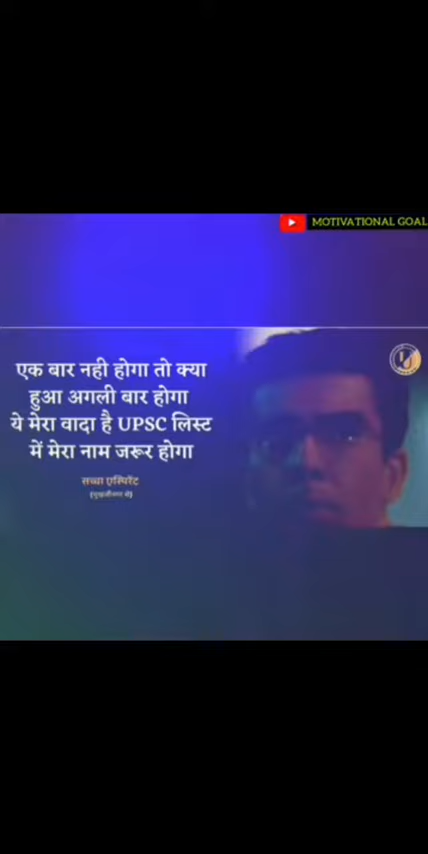 MOTIVATIONAL GOAL
एक बार नही होगा तो क्या
हुआ अगली बार होगा
ये मेरा वादा है UPSC लिस्ट
में मेरा नाम जरूर होगा
सच्चा एस्पिरेंट